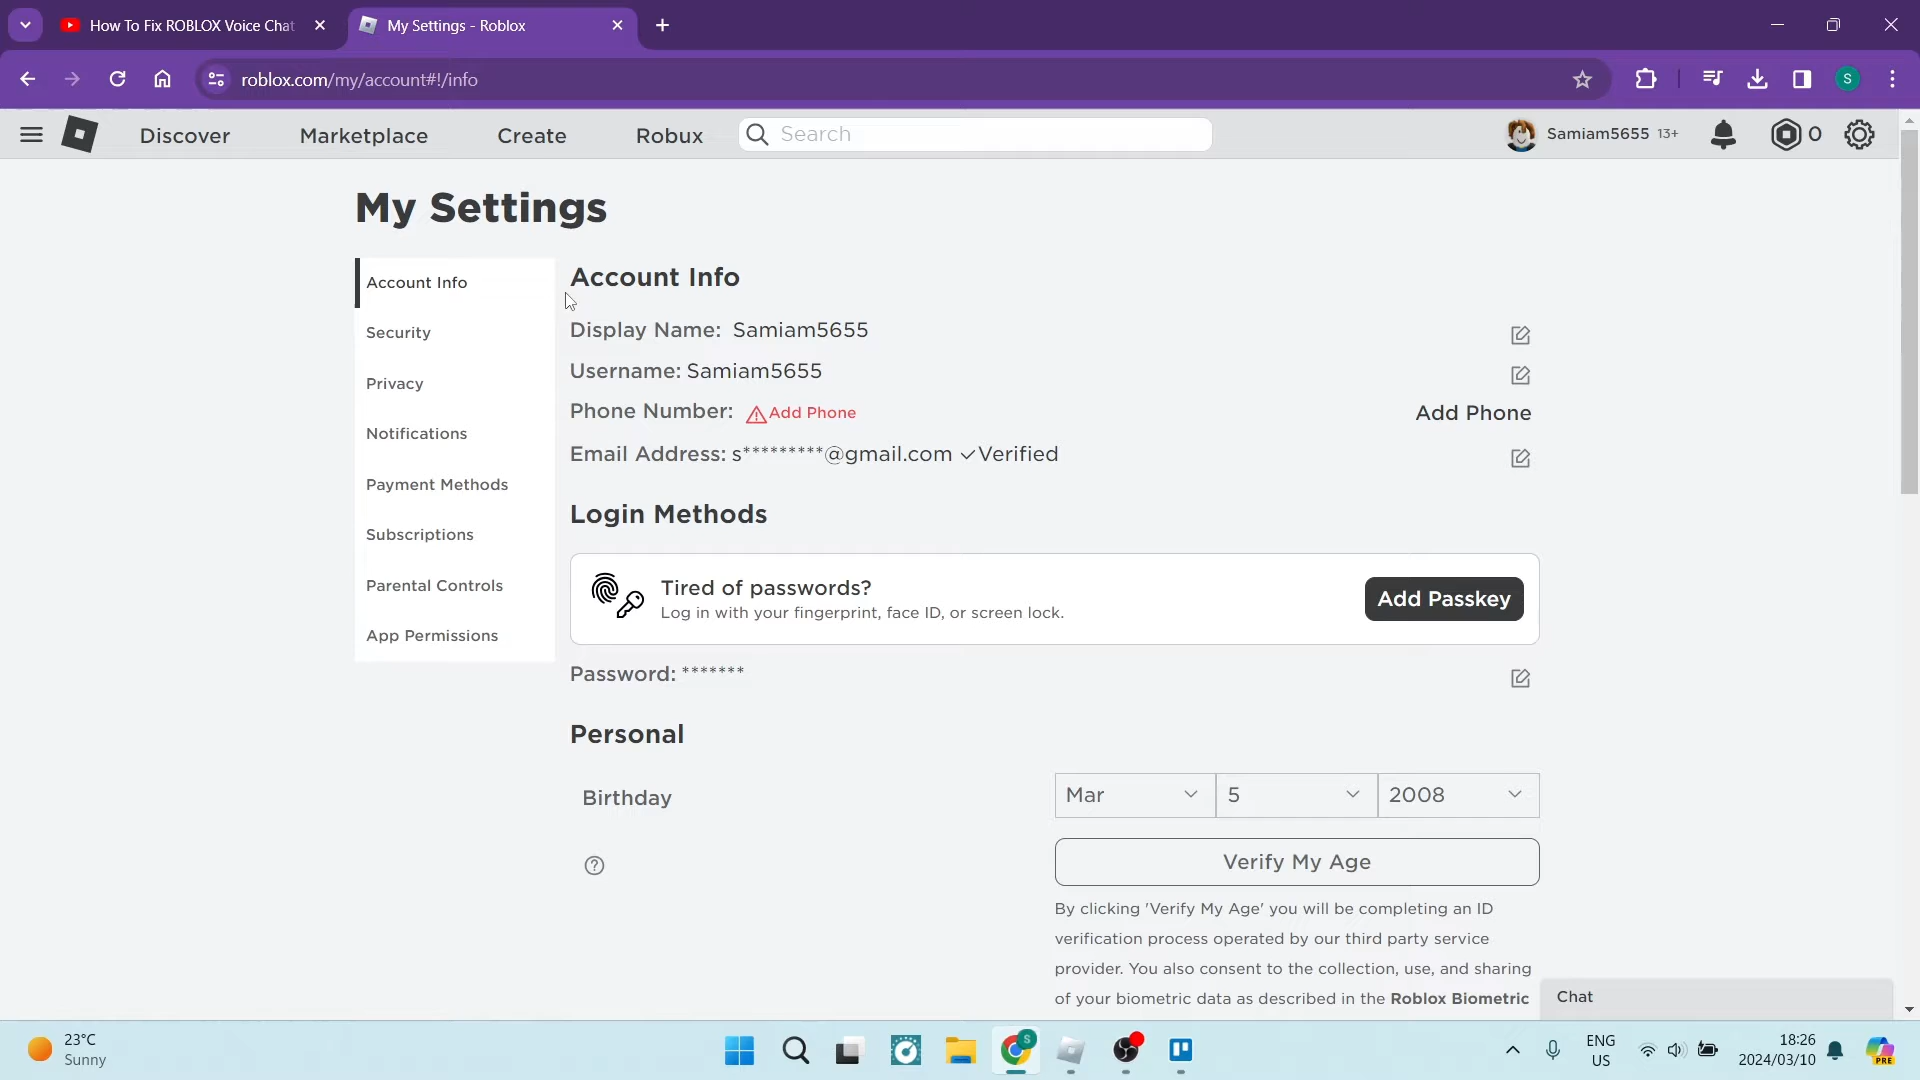 How To Fix ROBLOX Voice Chat
My Settings - Roblox
roblox.com/my/account#!/info
S
Discover
Marketplace
Create
Robux
Search
Samiam5655 13+
0
My Settings
Account Info
Security
Privacy
Notifications
Payment Methods
Subscriptions
Parental Controls
App Permissions
Account Info
Display Name: Samiam5655
Username: Samiam5655
Phone Number: Add Phone
Add Phone
Email Address: s*********@gmail.com ✓Verified
Login Methods
Tired of passwords?
Log in with your fingerprint, face ID, or screen lock.
Add Passkey
Password: *******
Personal
Birthday
Mar
5
2008
Verify My Age
By clicking 'Verify My Age' you will be completing an ID
verification process operated by our third party service
provider. You also consent to the collection, use, and sharing
of your biometric data as described in the Roblox Biometric
Chat
23°C
Sunny
S
ENG
US
18:26
2024/03/10
PRE